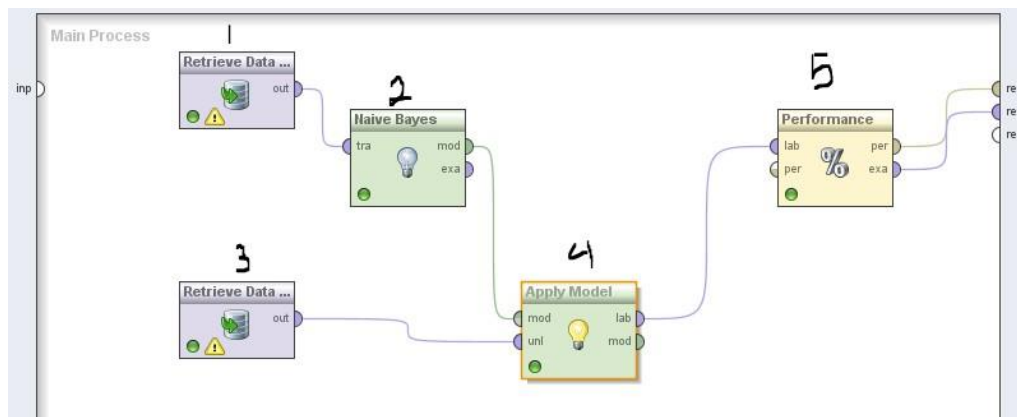 Main Process
1
Retrieve Data ...
out
2
Naive Bayes
tra
mod
exa
3
Retrieve Data ...
out
4
Apply Model
mod
lab
unl
mod
5
Performance
lab
per
per
%
exa
inp
re
re
re